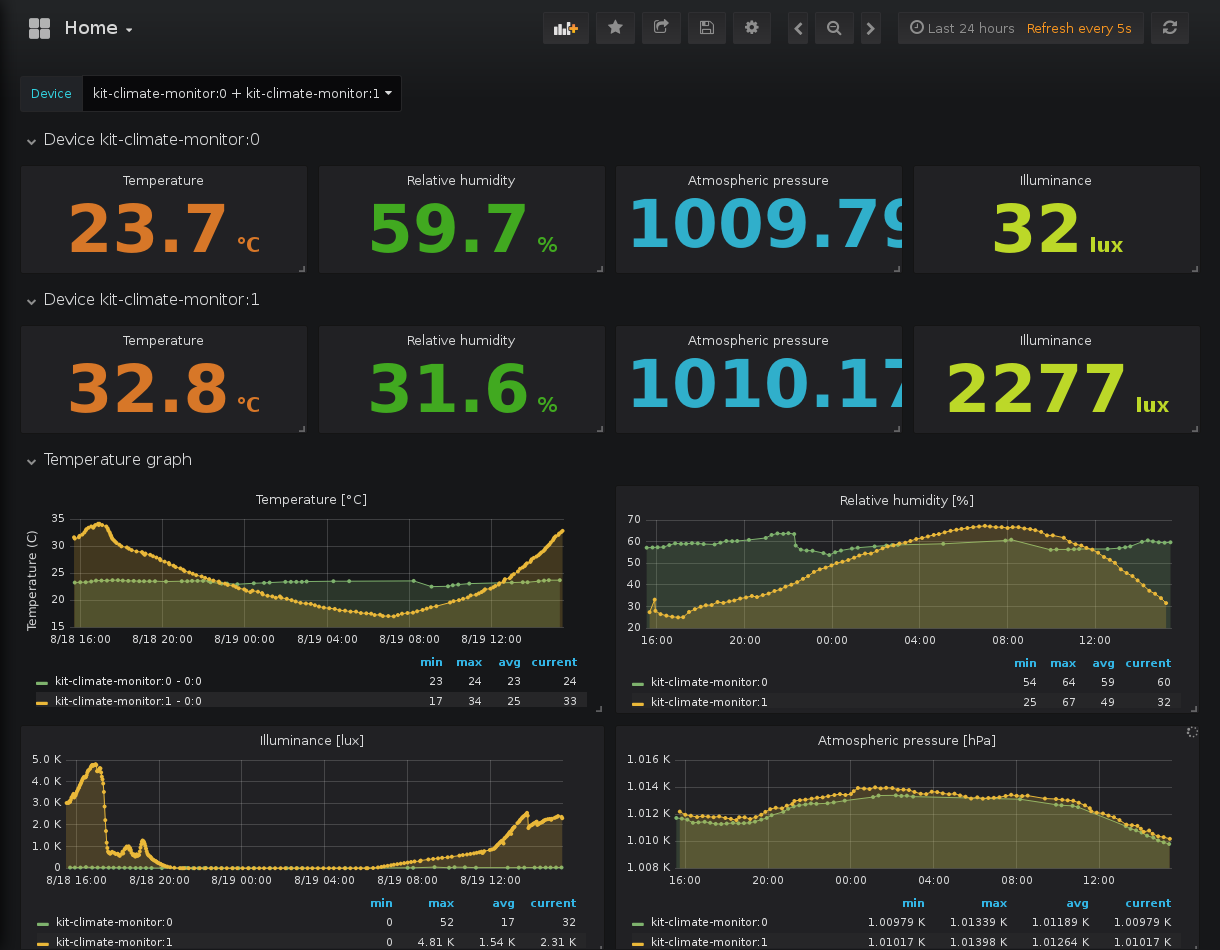 Home
Last 24 hours Refresh every 5s
Device kit-climate-monitor:0 + kit-climate-monitor:1
Device kit-climate-monitor:0
Temperature Relative humidity Atmospheric pressure Illuminance
23.7 °C 59.7 % 1009.79 32 lux
Device kit-climate-monitor:1
Temperature Relative humidity Atmospheric pressure Illuminance
32.8 °C 31.6 % 1010.17 2277 lux
Temperature graph
Temperature [°C]
Temperature (C)
35
30
25
20
15
8/18 16:00 8/18 20:00 8/19 00:00 8/19 04:00 8/19 08:00 8/19 12:00
min max avg current
kit-climate-monitor:0 - 0:0 23 24 23 24
kit-climate-monitor:1 - 0:0 17 34 25 33
Relative humidity [%]
70
60
50
40
30
20
16:00 20:00 00:00 04:00 08:00 12:00
min max avg current
kit-climate-monitor:0 54 64 59 60
kit-climate-monitor:1 25 67 49 32
Illuminance [lux]
5.0 K
4.0 K
3.0 K
2.0 K
1.0 K
0
8/18 16:00 8/18 20:00 8/19 00:00 8/19 04:00 8/19 08:00 8/19 12:00
min max avg current
kit-climate-monitor:0 0 52 17 32
kit-climate-monitor:1 0 4.81 K 1.54 K 2.31 K
Atmospheric pressure [hPa]
1.016 K
1.014 K
1.012 K
1.010 K
1.008 K
16:00 20:00 00:00 04:00 08:00 12:00
min max avg current
kit-climate-monitor:0 1.00979 K 1.01339 K 1.01189 K 1.00979 K
kit-climate-monitor:1 1.01017 K 1.01398 K 1.01264 K 1.01017 K